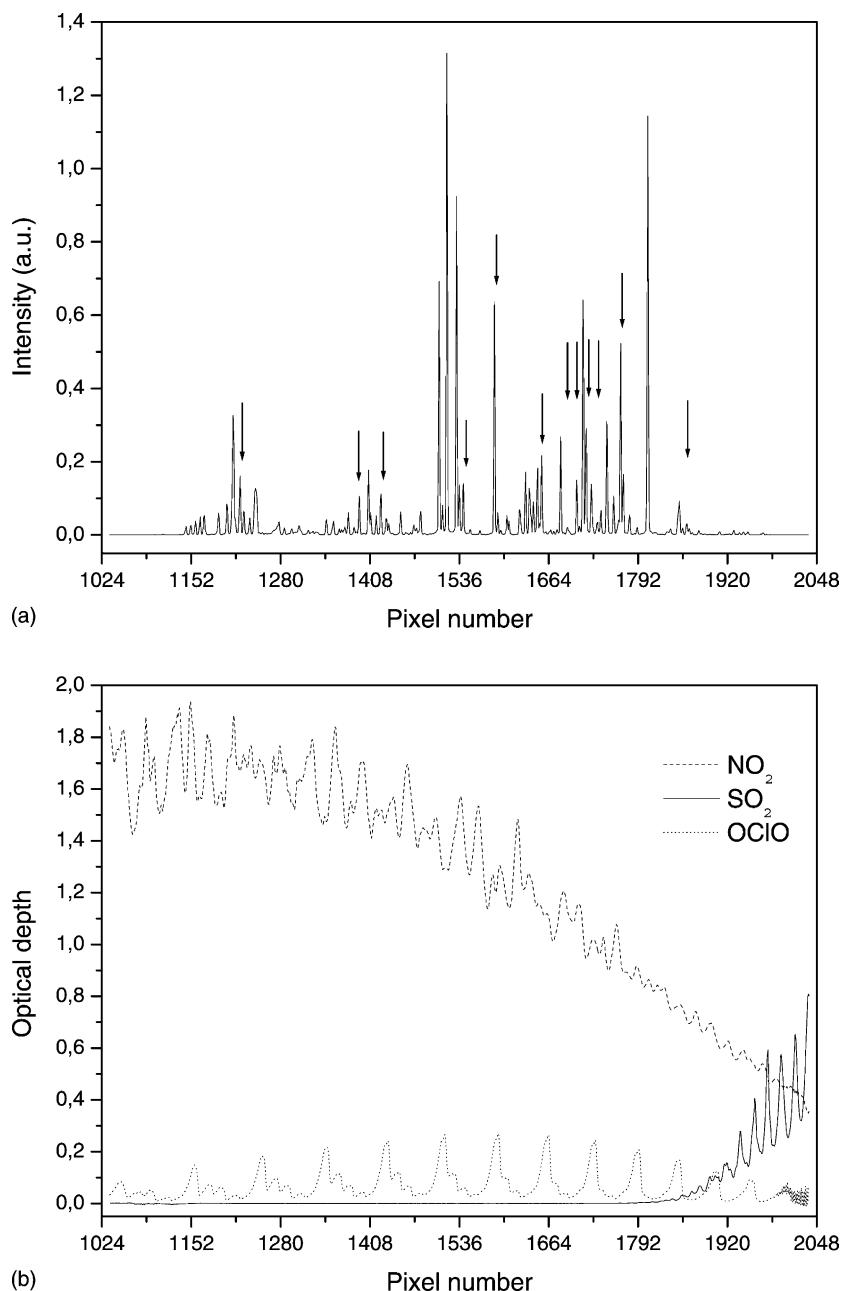 1,4
1,2
1,0
0,8
0,6
0,4
0,2
0,0
Intensity (a.u.)
1024 1152 1280 1408 1536 1664 1792 1920 2048
Pixel number
(a)
2,0
1,8
1,6
1,4
1,2
1,0
0,8
0,6
0,4
0,2
0,0
Optical depth
NO2
SO2
OClO
1024 1152 1280 1408 1536 1664 1792 1920 2048
Pixel number
(b)